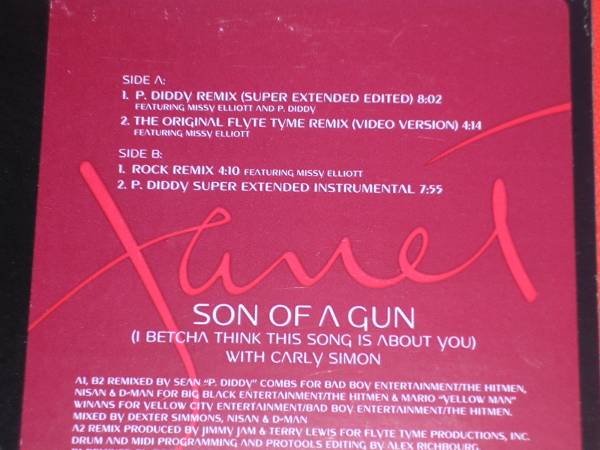 SIDE A:
1. P. DIDDY REMIX (SUPER EXTENDED EDITED) 8:02
FEATURING MISSY ELLIOTT AND P. DIDDY
2. THE ORIGINAL FLYTE TYME REMIX (VIDEO VERSION) 4:14
FEATURING MISSY ELLIOTT
SIDE B:
1. ROCK REMIX 4:10 FEATURING MISSY ELLIOTT
2. P. DIDDY SUPER EXTENDED INSTRUMENTAL 7:55
Janet
SON OF A GUN
(I BETCHA THINK THIS SONG IS ABOUT YOU)
WITH CARLY SIMON
A1, B2 REMIXED BY SEAN "P. DIDDY" COMBS FOR BAD BOY ENTERTAINMENT/THE HITMEN,
NISAN & D-MAN FOR BIG BLACK ENTERTAINMENT/THE HITMEN & MARIO "YELLOW MAN"
WINANS FOR YELLOW CITY ENTERTAINMENT/BAD BOY ENTERTAINMENT/THE HITMEN.
MIXED BY DEXTER SIMMONS, NISAN & D-MAN
A2 REMIX PRODUCED BY JIMMY JAM & TERRY LEWIS FOR FLYTE TYME PRODUCTIONS, INC.
DRUM AND MIDI PROGRAMMING AND PROTOOLS EDITING BY ALEX RICHBOURG